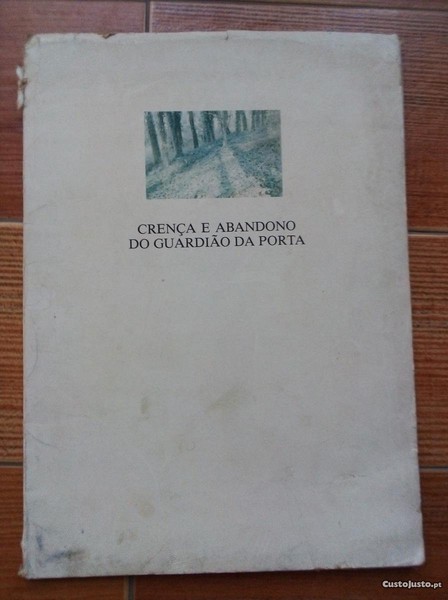 CRENÇA E ABANDONO
DO GUARDIÃO DA PORTA
CustoJusto.pt